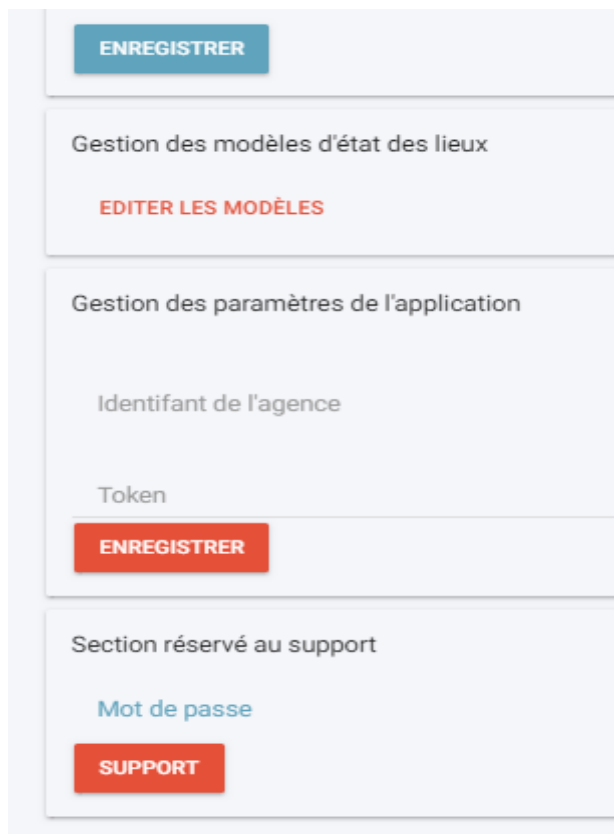 ENREGISTRER
Gestion des modèles d'état des lieux
EDITER LES MODÈLES
Gestion des paramètres de l'application
Identifant de l'agence
Token
ENREGISTRER
Section réservé au support
Mot de passe
SUPPORT